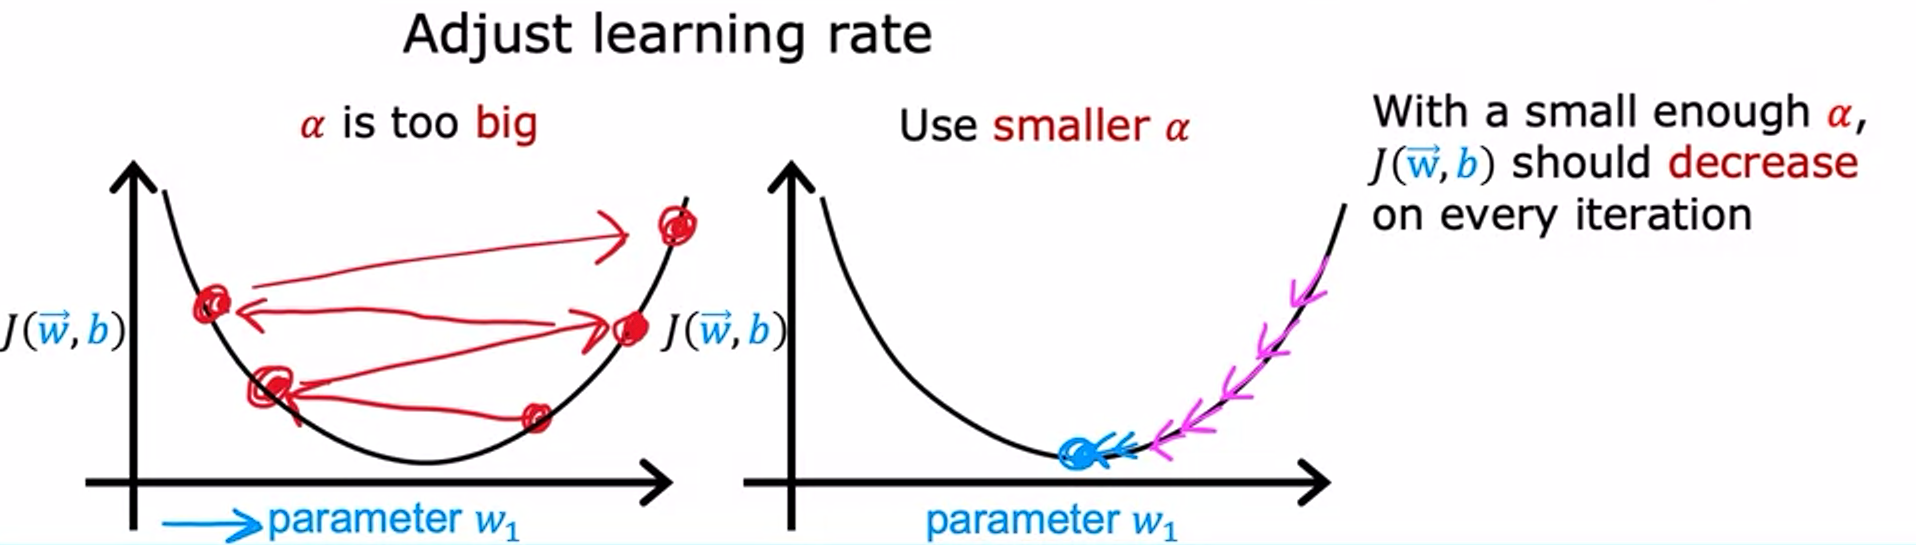 Adjust learning rate
α is too big
J(w⃗, b)
parameter w₁
Use smaller α
J(w⃗, b)
parameter w₁
With a small enough α,
J(w⃗, b) should decrease
on every iteration